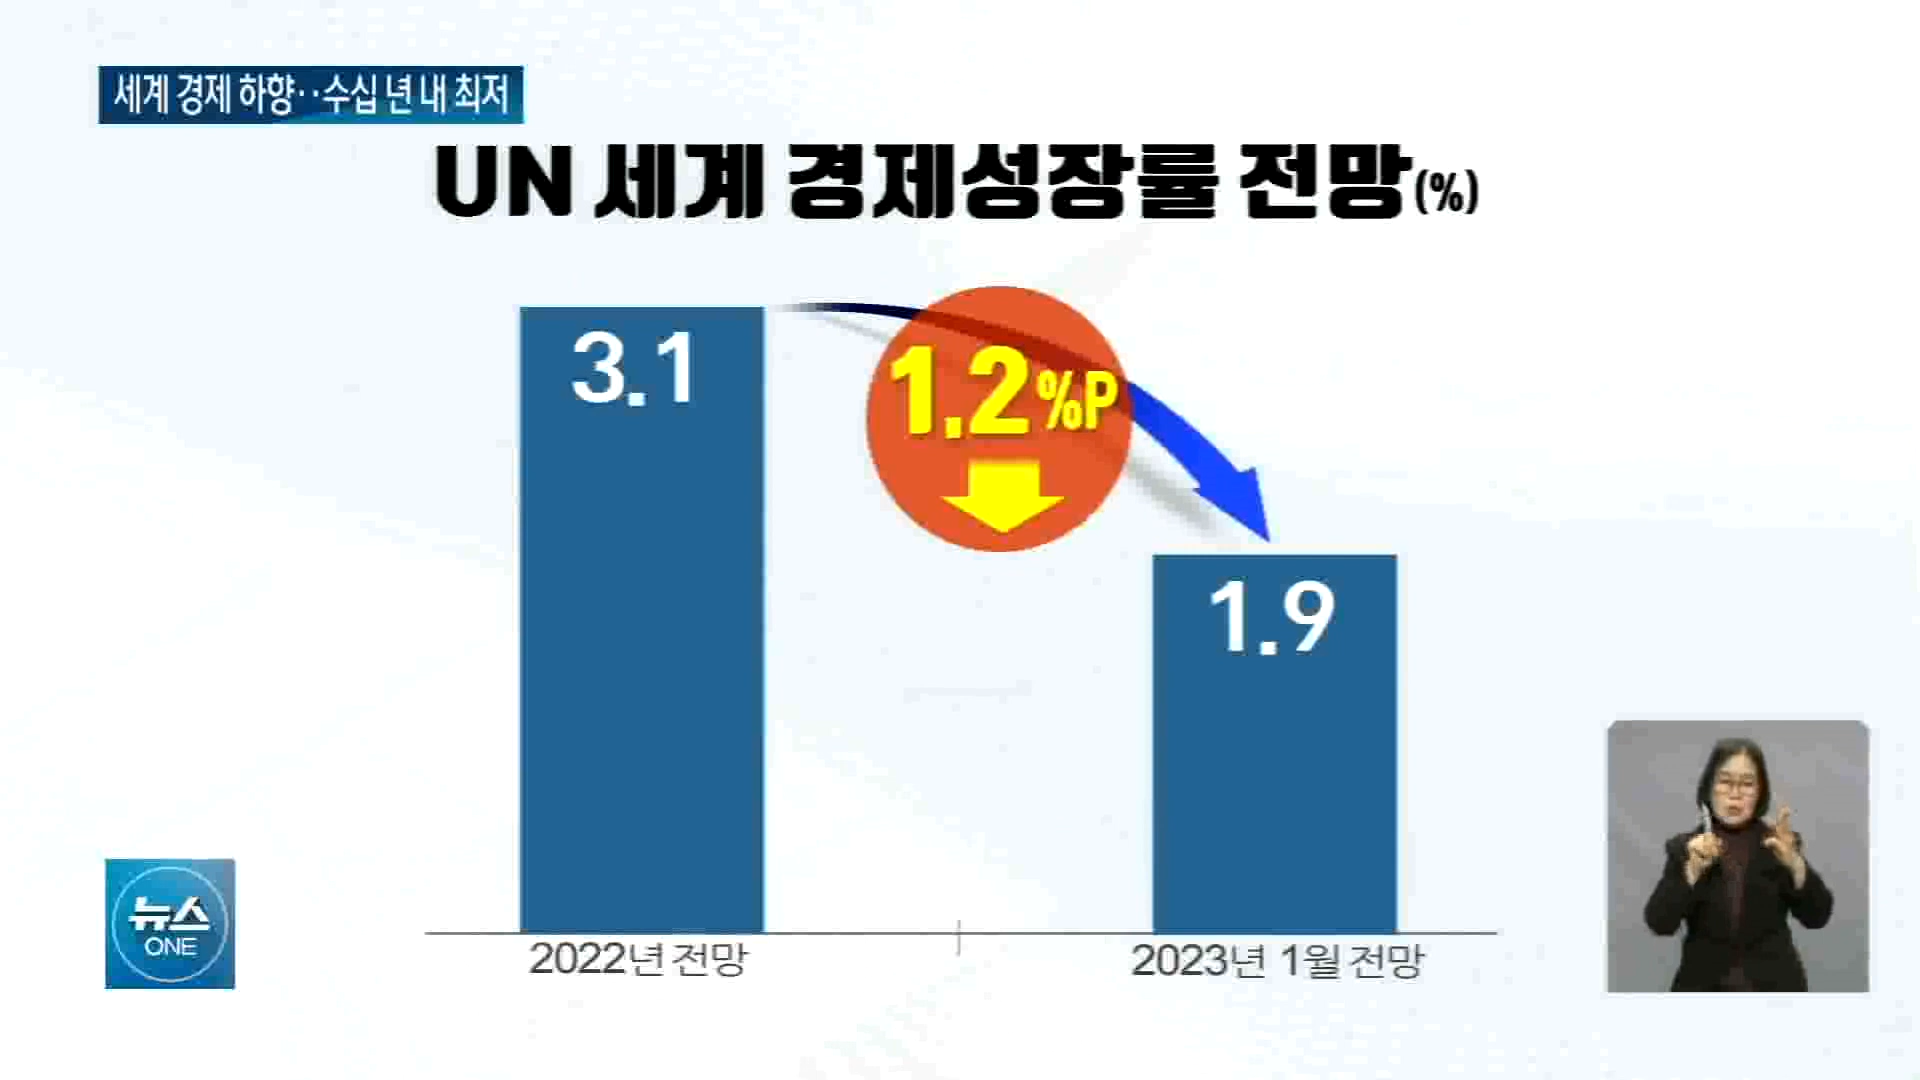 세계 경제 하향‥수십 년 내 최저
UN 세계 경제성장률 전망(%)
3.1
1.2%P
1.9
2022년 전망
2023년 1월 전망
뉴스
ONE